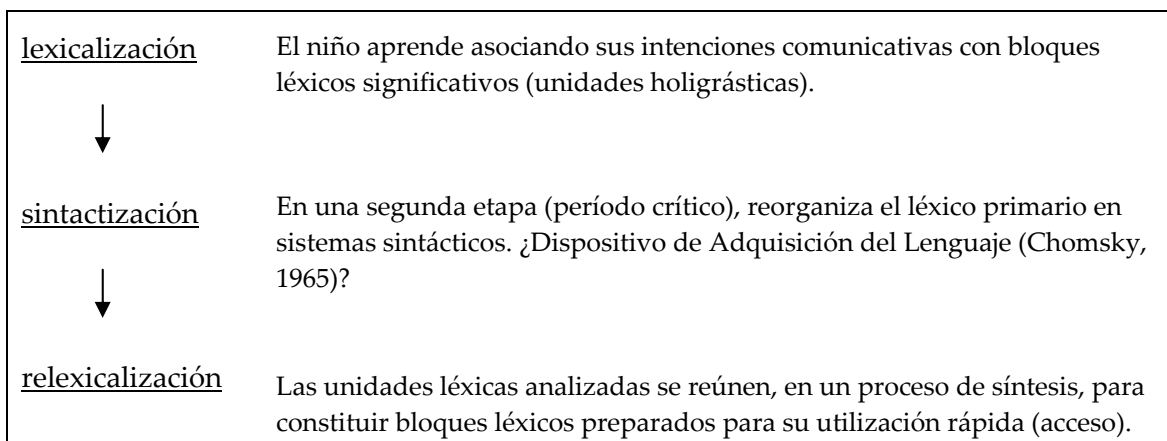 lexicalización
El niño aprende asociando sus intenciones comunicativas con bloques
léxicos significativos (unidades holigrásticas).
sintactización
En una segunda etapa (período crítico), reorganiza el léxico primario en
sistemas sintácticos. ¿Dispositivo de Adquisición del Lenguaje (Chomsky,
1965)?
relexicalización
Las unidades léxicas analizadas se reúnen, en un proceso de síntesis, para
constituir bloques léxicos preparados para su utilización rápida (acceso).